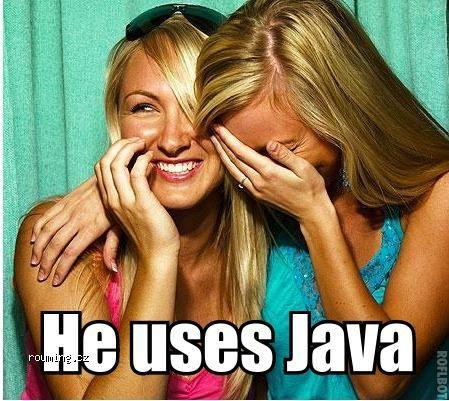 He uses Java
rouming.cz
ROFLBOT